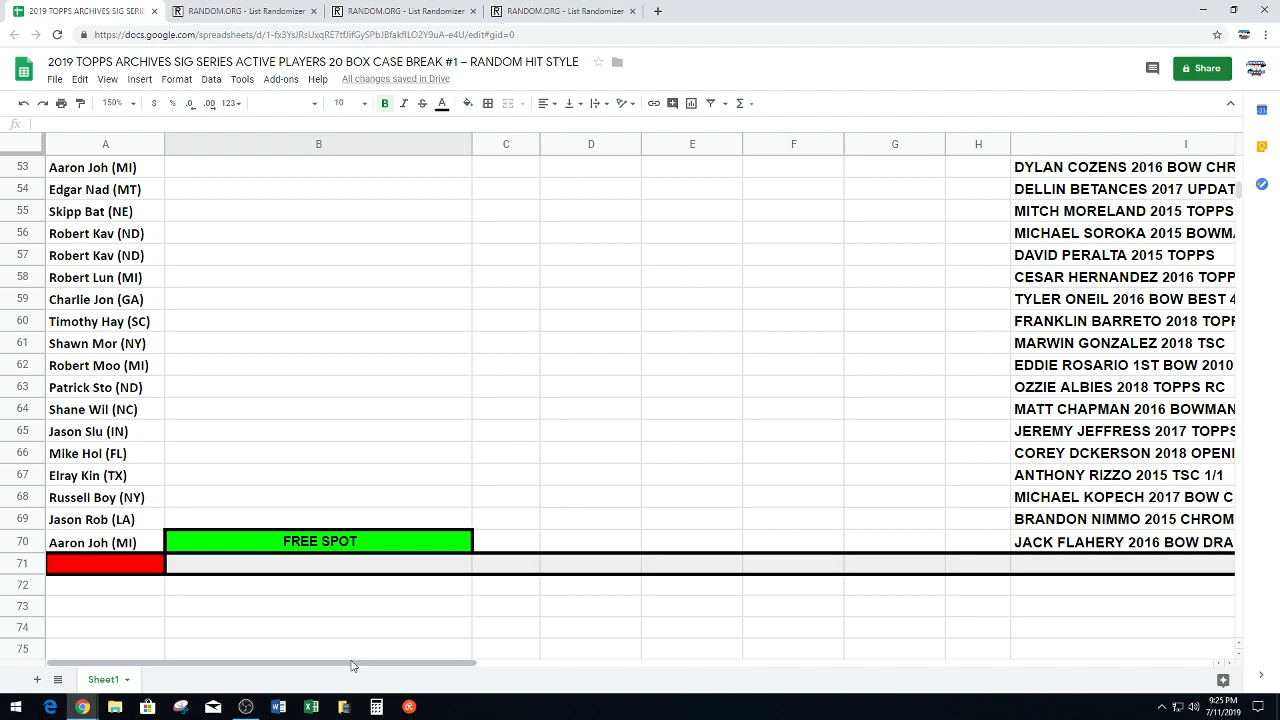 2019 TOPPS ARCHIVES SIG SERIE
RANDOM.ORG - List Randomizer
RANDOM.ORG - List Randomizer
RANDOM.ORG - List Randomizer
https://docs.google.com/spreadsheets/d/1-fx3YsJRsUxqRE7tfJifGySPbJBfakfILO2Y9uA-e4U/edit#gid=0
2019 TOPPS ARCHIVES SIG SERIES ACTIVE PLAYERS 20 BOX CASE BREAK #1 – RANDOM HIT STYLE
File Edit View Insert Format Data Tools Add-ons Help All changes saved in Drive
Share
150% $ % .0 .00 123 10 B I S A
fx
A B C D E F G H I
53 Aaron Joh (MI) DYLAN COZENS 2016 BOW CHR
54 Edgar Nad (MT) DELLIN BETANCES 2017 UPDAT
55 Skipp Bat (NE) MITCH MORELAND 2015 TOPPS
56 Robert Kav (ND) MICHAEL SOROKA 2015 BOWMA
57 Robert Kav (ND) DAVID PERALTA 2015 TOPPS
58 Robert Lun (MI) CESAR HERNANDEZ 2016 TOPP
59 Charlie Jon (GA) TYLER ONEIL 2016 BOW BEST 4
60 Timothy Hay (SC) FRANKLIN BARRETO 2018 TOPP
61 Shawn Mor (NY) MARWIN GONZALEZ 2018 TSC
62 Robert Moo (MI) EDDIE ROSARIO 1ST BOW 2010
63 Patrick Sto (ND) OZZIE ALBIES 2018 TOPPS RC
64 Shane Wil (NC) MATT CHAPMAN 2016 BOWMAN
65 Jason Slu (IN) JEREMY JEFFRESS 2017 TOPPS
66 Mike Hol (FL) COREY DCKERSON 2018 OPENI
67 Elray Kin (TX) ANTHONY RIZZO 2015 TSC 1/1
68 Russell Boy (NY) MICHAEL KOPECH 2017 BOW C
69 Jason Rob (LA) BRANDON NIMMO 2015 CHROM
70 Aaron Joh (MI) FREE SPOT JACK FLAHERY 2016 BOW DRA
71
72
73
74
75
Sheet1
9:25 PM
7/11/2019